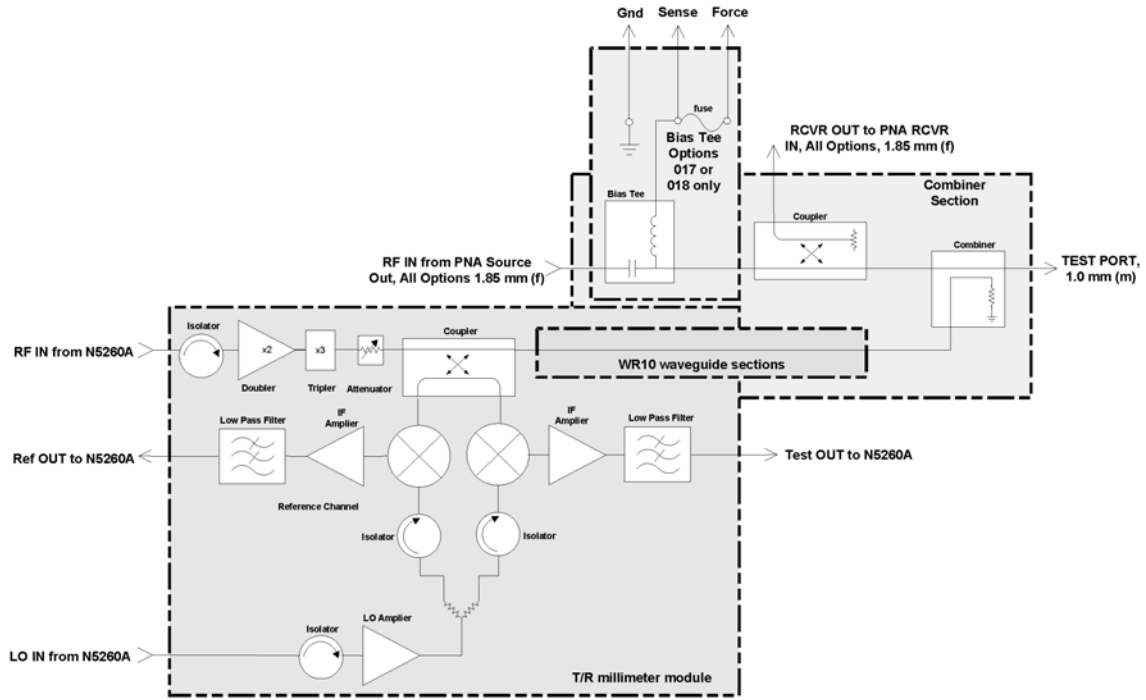 Gnd
Sense
Force
fuse
Bias Tee
Options
017 or
018 only
RCVR OUT to PNA RCVR
IN, All Options, 1.85 mm (f)
Combiner
Section
Bias Tee
Coupler
Combiner
RF IN from PNA Source
Out, All Options 1.85 mm (f)
TEST PORT,
1.0 mm (m)
Isolator
Coupler
RF IN from N5260A
x2
x3
WR10 waveguide sections
Doubler
Tripler
Attenuator
Low Pass Filter
IF
Amplier
IF
Amplier
Low Pass Filter
Ref OUT to N5260A
Test OUT to N5260A
Reference Channel
Isolator
Isolator
LO Amplier
Isolator
LO IN from N5260A
T/R millimeter module